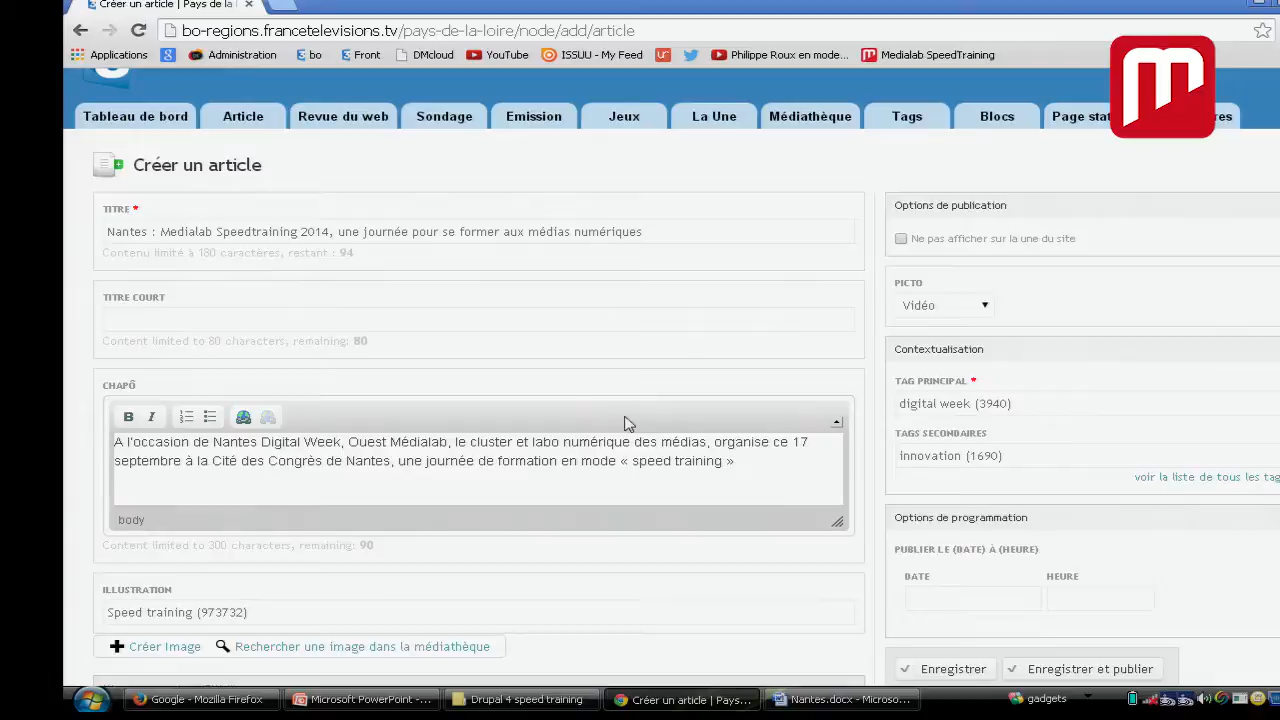 Créer un article | Pays de la
bo-regions.francetelevisions.tv/pays-de-la-loire/node/add/article
Applications Administration bo Front DMcloud YouTube ISSUU - My Feed Philippe Roux en mode... Medialab SpeedTraining
Tableau de bord Article Revue du web Sondage Emission Jeux La Une Médiathèque Tags Blocs Page sta res
Créer un article
TITRE *
Nantes : Medialab Speedtraining 2014, une journée pour se former aux médias numériques
Contenu limité à 180 caractères, restant : 94
TITRE COURT
Content limited to 80 characters, remaining: 80
CHAPÔ
B I
A l'occasion de Nantes Digital Week, Ouest Médialab, le cluster et labo numérique des médias, organise ce 17
septembre à la Cité des Congrès de Nantes, une journée de formation en mode « speed training »
body
Content limited to 300 characters, remaining: 90
ILLUSTRATION
Speed training (973732)
Créer Image Rechercher une image dans la médiathèque
Options de publication
Ne pas afficher sur la une du site
PICTO
Vidéo
Contextualisation
TAG PRINCIPAL *
digital week (3940)
TAGS SECONDAIRES
innovation (1690)
voir la liste de tous les tag
Options de programmation
PUBLIER LE (DATE) À (HEURE)
DATE HEURE
Enregistrer Enregistrer et publier
Google - Mozilla Firefox Microsoft PowerPoint - ... Drupal 4 speed training Créer un article | Pays... Nantes.docx - Microso... gadgets